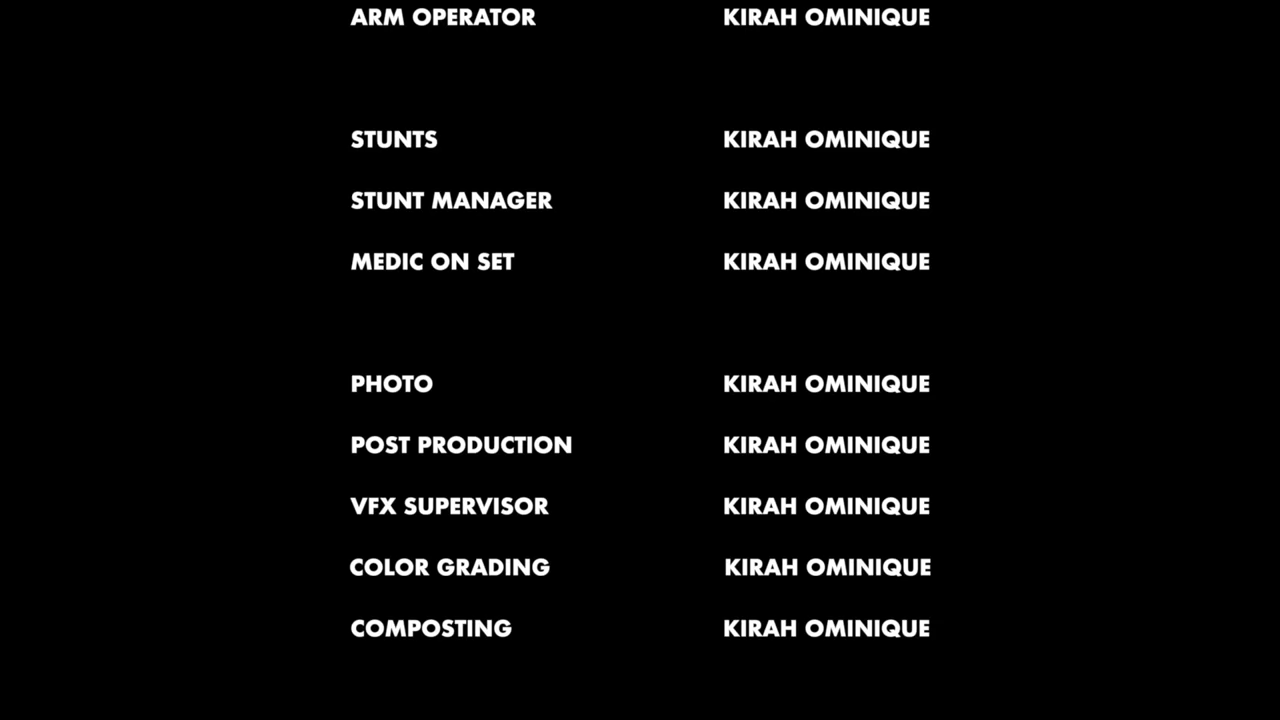 ARM OPERATOR KIRAH OMINIQUE
STUNTS KIRAH OMINIQUE
STUNT MANAGER KIRAH OMINIQUE
MEDIC ON SET KIRAH OMINIQUE
PHOTO KIRAH OMINIQUE
POST PRODUCTION KIRAH OMINIQUE
VFX SUPERVISOR KIRAH OMINIQUE
COLOR GRADING KIRAH OMINIQUE
COMPOSTING KIRAH OMINIQUE